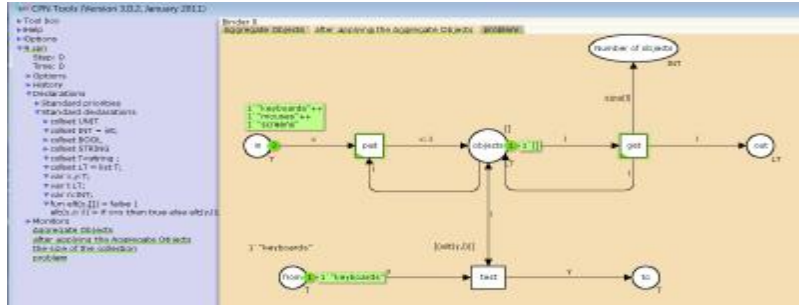 CPN Tools (Version 3.0.2, January 2011)
Tool box
Help
Options
Step: 0
Time: 0
Options
History
Declarations
Standard priorities
Standard declarations
colset UNIT
colset INT = int;
colset BOOL
colset STRING
colset T=string ;
colset LT = list T;
var x,y:T;
var l:LT;
var n:INT;
Monitors
Aggregate Objects
after applying the Aggregate Objects
the size of the collection
problem
Binder 0
Aggregate Objects after applying the Aggregate Objects problem
Number of objects
INT
1`"keyboards"++
1`"mouses"++
1`"screens"
in
T
x
put
objects
[]
1`[]
LT
l
get
l
out
LT
l
l
l
1`"keyboards"
from
1
1`"keyboards"
T
test
to
T